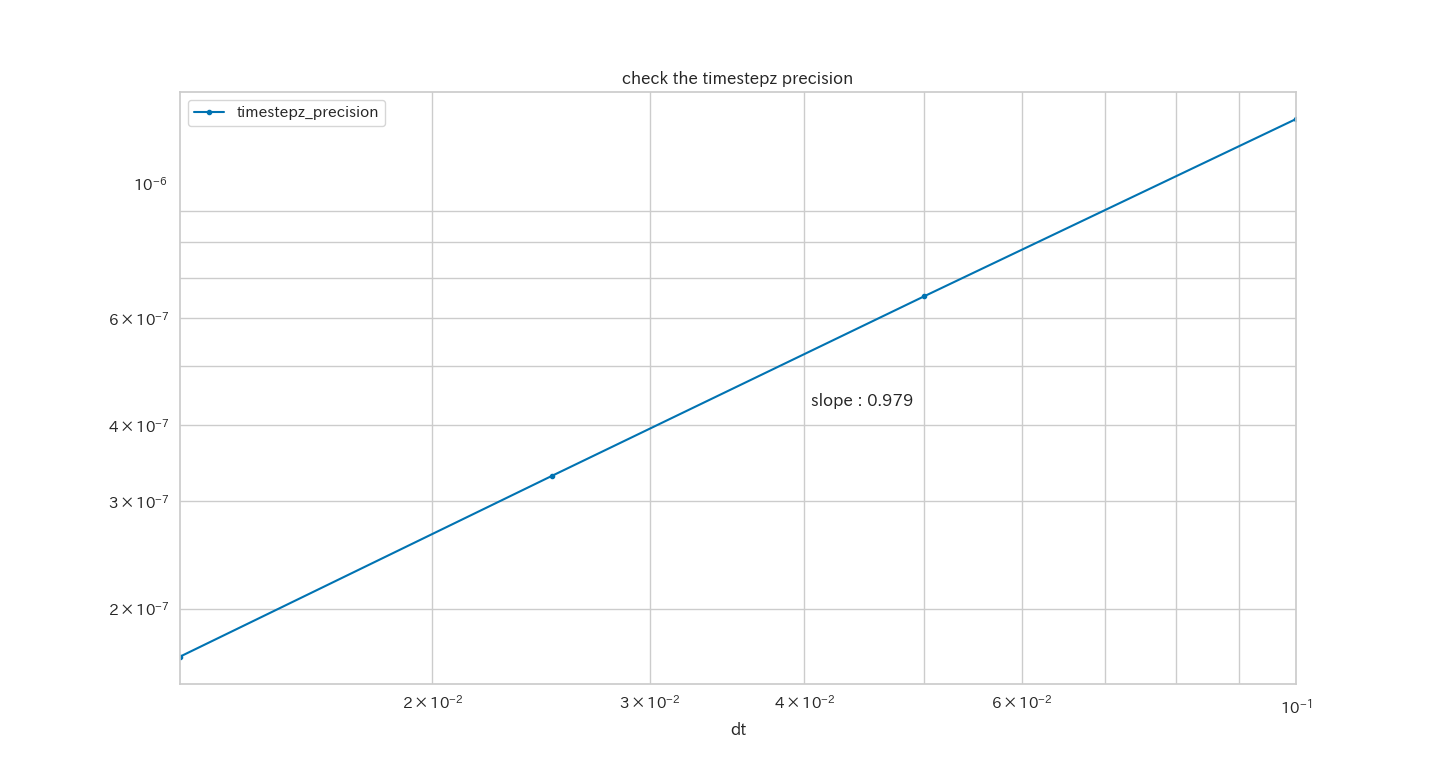 check the timestepz precision
timestepz_precision
10⁻⁶
6×10⁻⁷
4×10⁻⁷
3×10⁻⁷
2×10⁻⁷
slope : 0.979
2×10⁻² 3×10⁻² 4×10⁻² 6×10⁻² 10⁻¹
dt